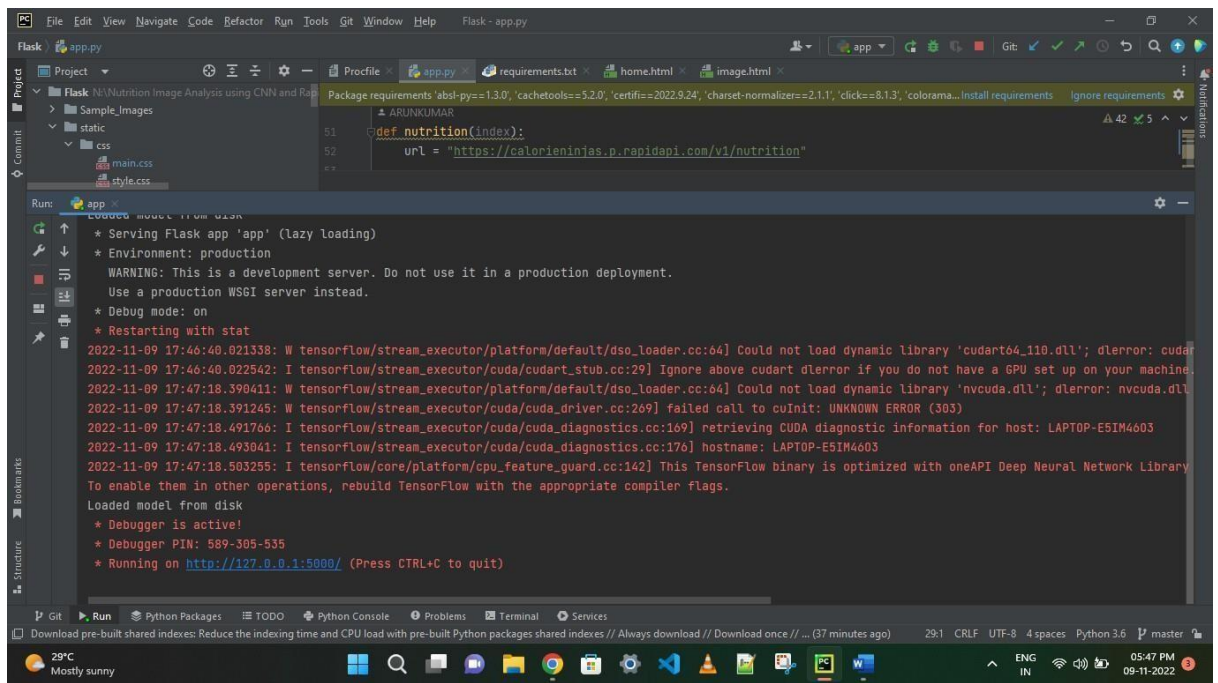 PC File Edit View Navigate Code Refactor Run Tools Git Window Help Flask - app.py
Flask app.py app Git:
Project Procfile app.py requirements.txt home.html image.html
Project
Flask N:\Nutrition Image Analysis using CNN and Rap
Package requirements 'absl-py==1.3.0', 'cachetools==5.2.0', 'certifi==2022.9.24', 'charset-normalizer==2.1.1', 'click==8.1.3', 'colorama... Install requirements Ignore requirements
Notifications
Sample_Images
ARUNKUMAR
42 5
static
51 def nutrition(index):
css
52 url = "https://calorieninjas.p.rapidapi.com/v1/nutrition"
Commit
main.css
style.css
Run: app
Loaded model from disk
* Serving Flask app 'app' (lazy loading)
* Environment: production
WARNING: This is a development server. Do not use it in a production deployment.
Use a production WSGI server instead.
* Debug mode: on
* Restarting with stat
2022-11-09 17:46:40.021338: W tensorflow/stream_executor/platform/default/dso_loader.cc:64] Could not load dynamic library 'cudart64_110.dll'; dlerror: cudar
2022-11-09 17:46:40.022542: I tensorflow/stream_executor/cuda/cudart_stub.cc:29] Ignore above cudart dlerror if you do not have a GPU set up on your machine.
2022-11-09 17:47:18.390411: W tensorflow/stream_executor/platform/default/dso_loader.cc:64] Could not load dynamic library 'nvcuda.dll'; dlerror: nvcuda.dll
2022-11-09 17:47:18.391245: W tensorflow/stream_executor/cuda/cuda_driver.cc:269] failed call to cuInit: UNKNOWN ERROR (303)
2022-11-09 17:47:18.491766: I tensorflow/stream_executor/cuda/cuda_diagnostics.cc:169] retrieving CUDA diagnostic information for host: LAPTOP-E5IM46O3
2022-11-09 17:47:18.493041: I tensorflow/stream_executor/cuda/cuda_diagnostics.cc:176] hostname: LAPTOP-E5IM46O3
2022-11-09 17:47:18.503255: I tensorflow/core/platform/cpu_feature_guard.cc:142] This TensorFlow binary is optimized with oneAPI Deep Neural Network Library
To enable them in other operations, rebuild TensorFlow with the appropriate compiler flags.
Loaded model from disk
* Debugger is active!
* Debugger PIN: 589-305-535
* Running on http://127.0.0.1:5000/ (Press CTRL+C to quit)
Bookmarks
Structure
Git Run Python Packages TODO Python Console Problems Terminal Services
Download pre-built shared indexes: Reduce the indexing time and CPU load with pre-built Python packages shared indexes // Always download // Download once // ... (37 minutes ago) 29:1 CRLF UTF-8 4 spaces Python 3.6 master
29°C
Mostly sunny
PC
W
ENG
IN
05:47 PM
09-11-2022
3